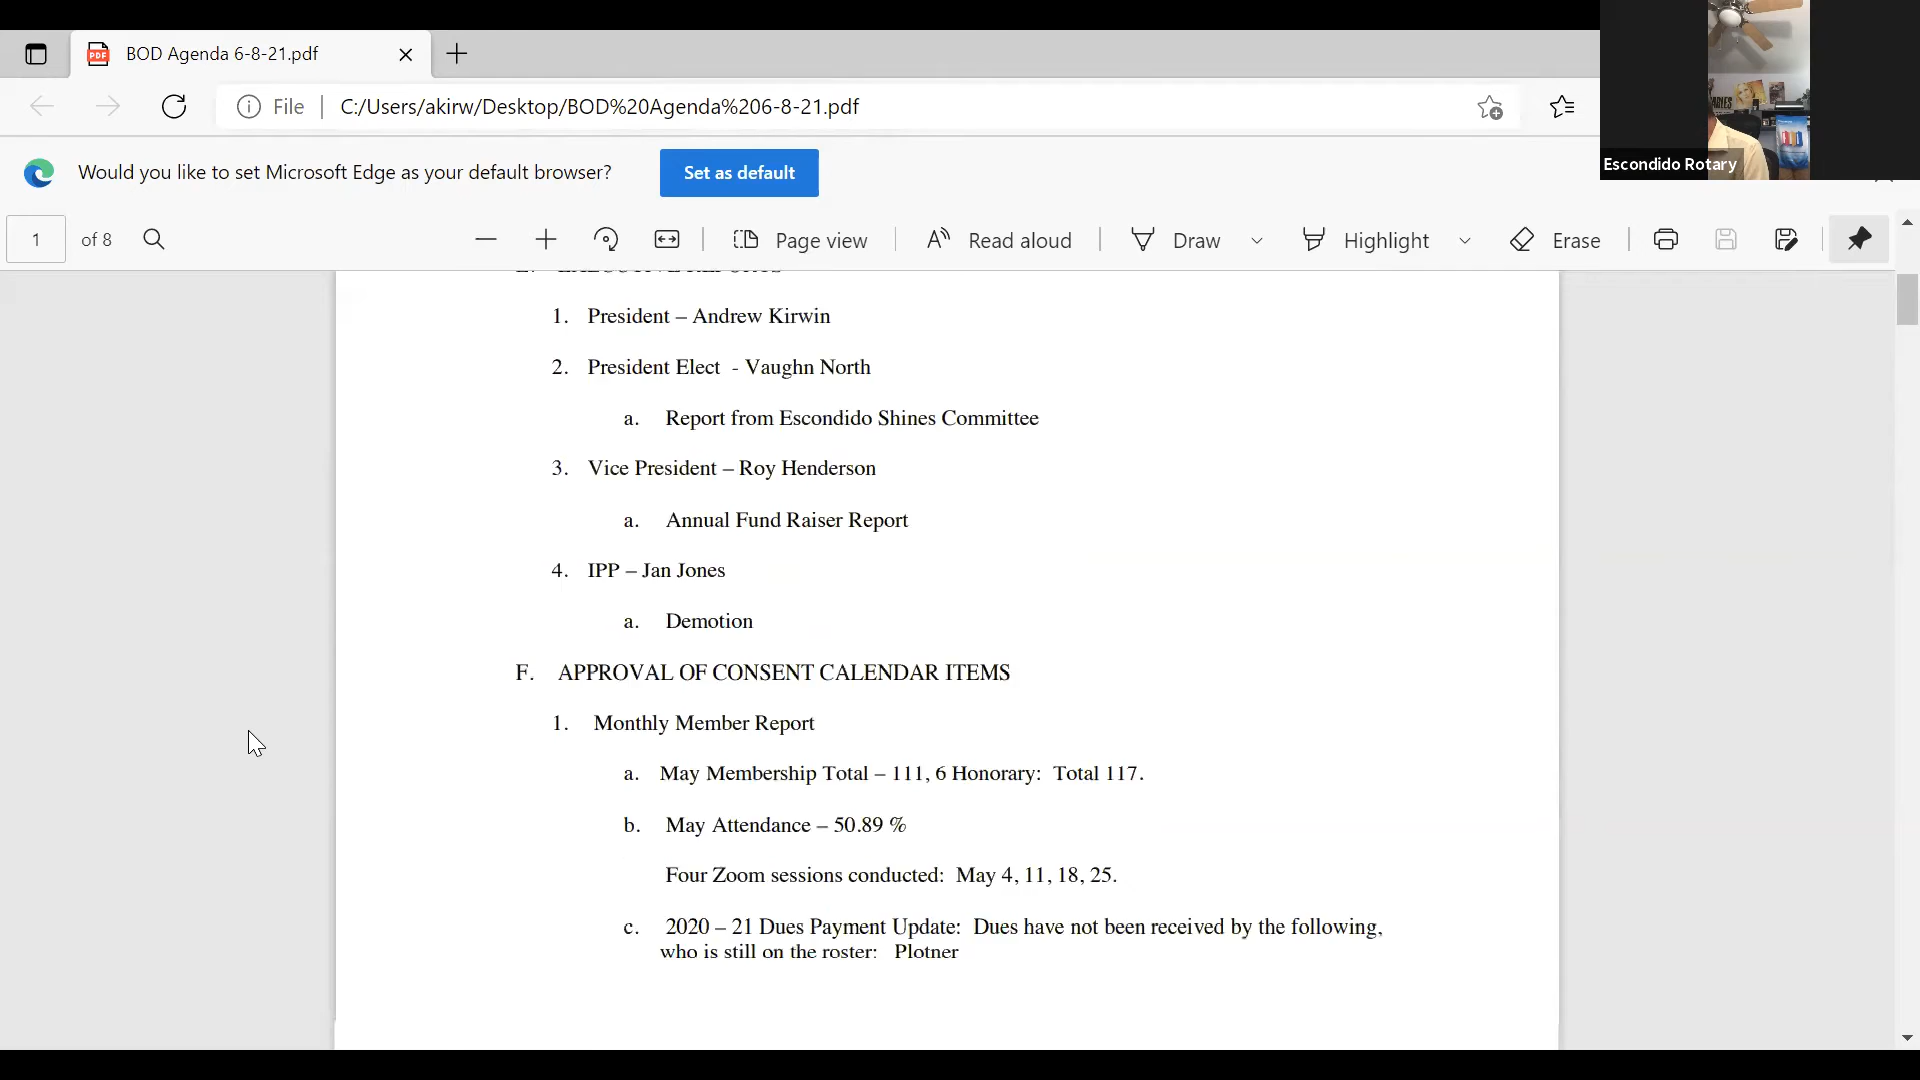 BOD Agenda 6-8-21.pdf
File
C:/Users/akirw/Desktop/BOD%20Agenda%206-8-21.pdf
Would you like to set Microsoft Edge as your default browser?
Set as default
Escondido Rotary
1 of 8
Page view
Read aloud
Draw
Highlight
Erase
E. EXECUTIVE REPORTS
1. President – Andrew Kirwin
2. President Elect - Vaughn North
a. Report from Escondido Shines Committee
3. Vice President – Roy Henderson
a. Annual Fund Raiser Report
4. IPP – Jan Jones
a. Demotion
F. APPROVAL OF CONSENT CALENDAR ITEMS
1. Monthly Member Report
a. May Membership Total – 111, 6 Honorary: Total 117.
b. May Attendance – 50.89 %
Four Zoom sessions conducted: May 4, 11, 18, 25.
c. 2020 – 21 Dues Payment Update: Dues have not been received by the following,
who is still on the roster: Plotner